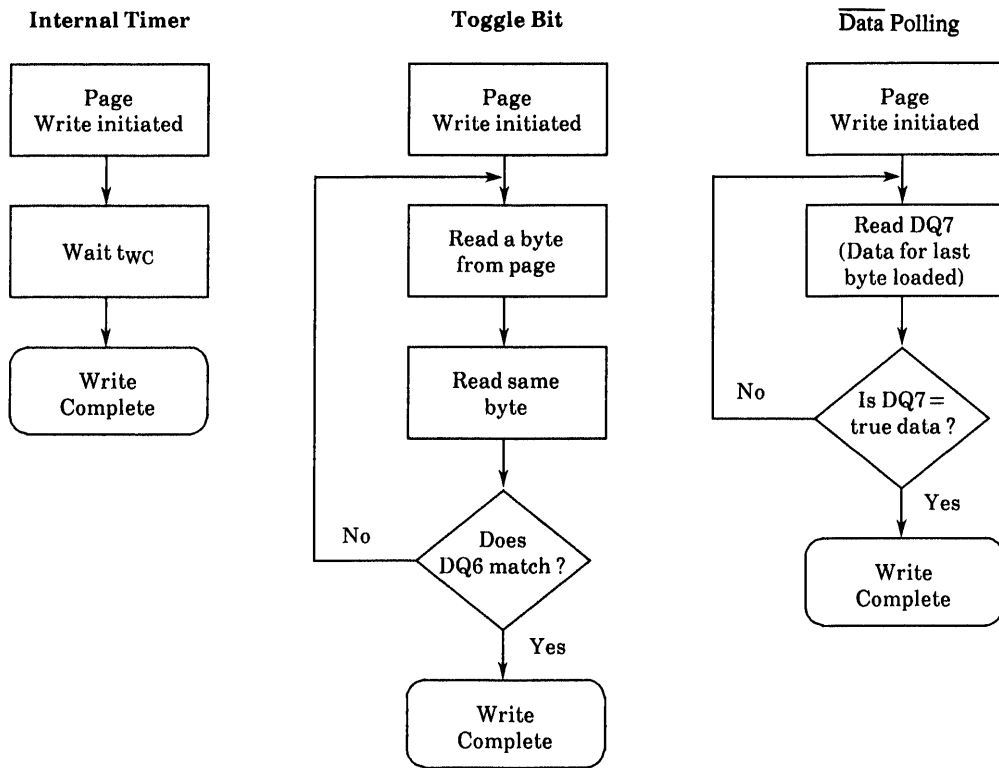 Internal Timer
Page
Write initiated
Wait tWC
Write
Complete
Toggle Bit
Page
Write initiated
Read a byte
from page
Read same
byte
Does
DQ6 match ?
No
Yes
Write
Complete
Data Polling
Page
Write initiated
Read DQ7
(Data for last
byte loaded)
Is DQ7=
true data ?
No
Yes
Write
Complete